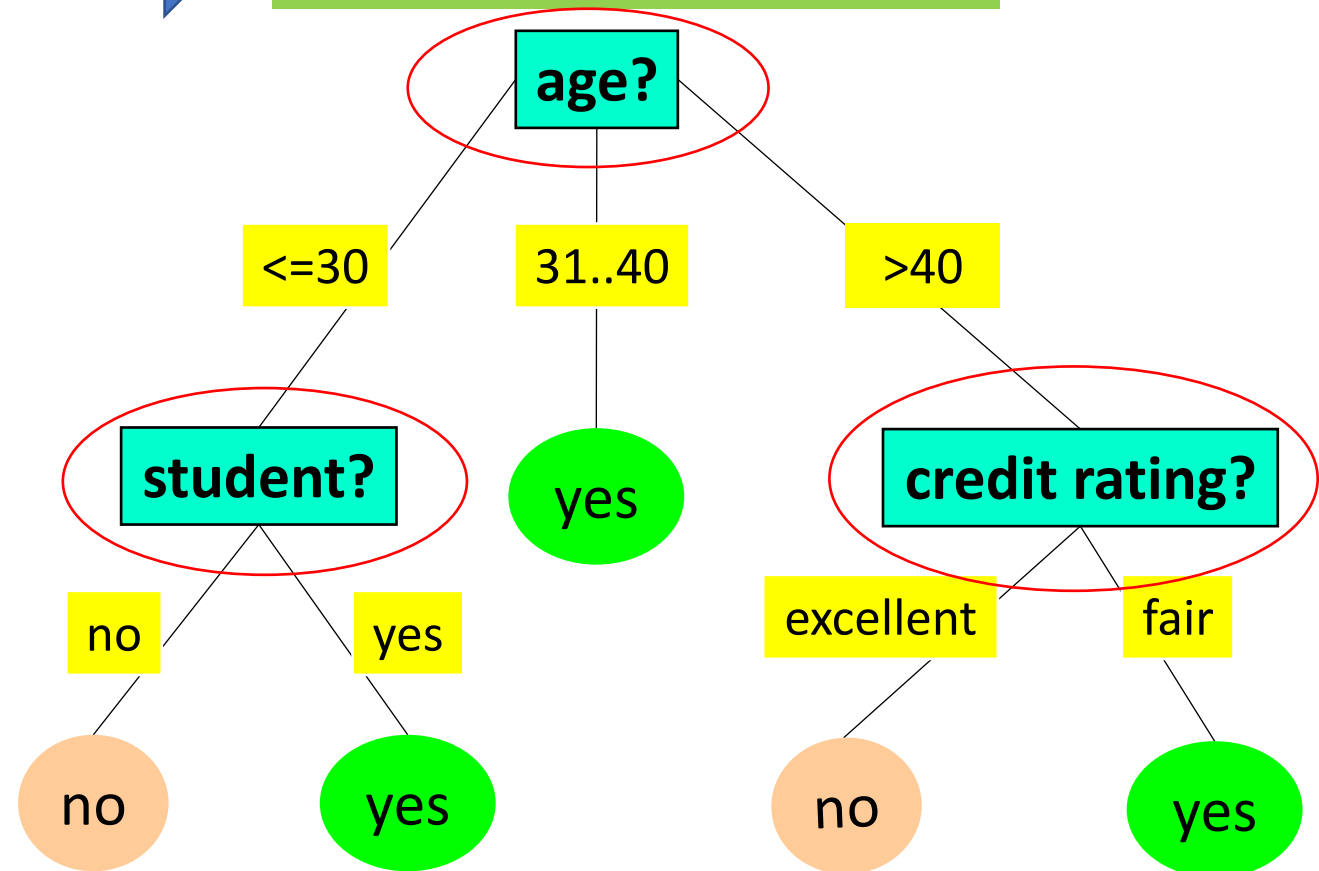 age?
<=30
31..40
>40
student?
yes
credit rating?
no
yes
excellent
fair
no
yes
no
yes